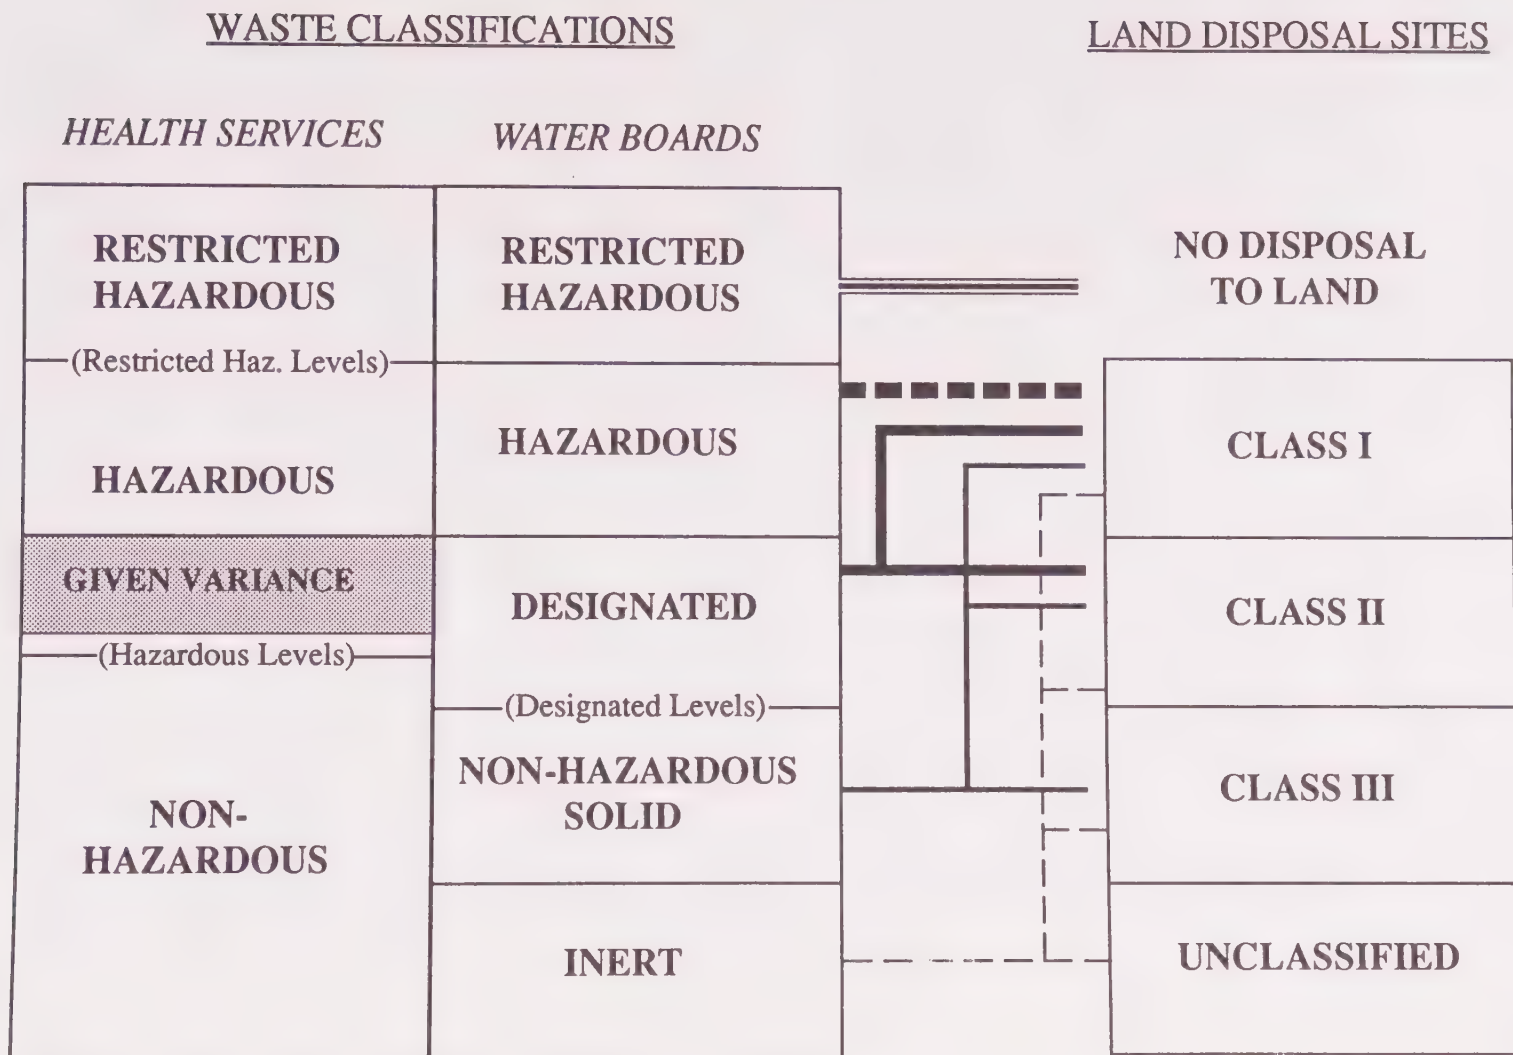 WASTE CLASSIFICATIONS
LAND DISPOSAL SITES
HEALTH SERVICES
WATER BOARDS
RESTRICTED
HAZARDOUS
(Restricted Haz. Levels)
HAZARDOUS
GIVEN VARIANCE
(Hazardous Levels)
NON-
HAZARDOUS
RESTRICTED
HAZARDOUS
HAZARDOUS
DESIGNATED
(Designated Levels)
NON-HAZARDOUS
SOLID
INERT
NO DISPOSAL
TO LAND
CLASS I
CLASS II
CLASS III
UNCLASSIFIED